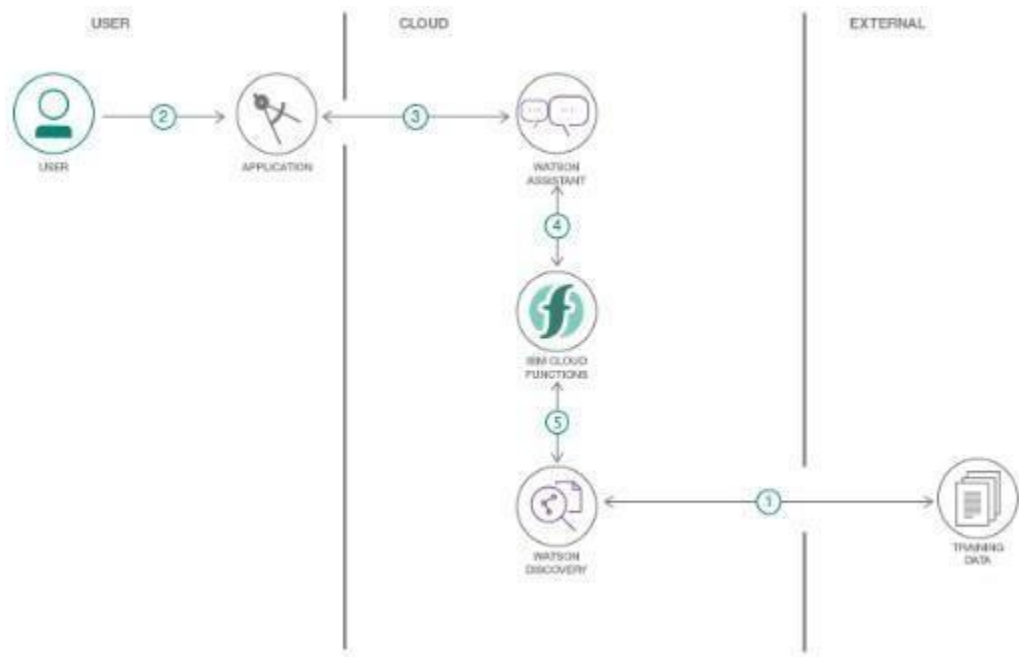 USER
CLOUD
EXTERNAL
2
3
USER
APPLICATION
WATSON
ASSISTANT
4
IBM CLOUD
FUNCTIONS
5
1
WATSON
DISCOVERY
TRAINING
DATA